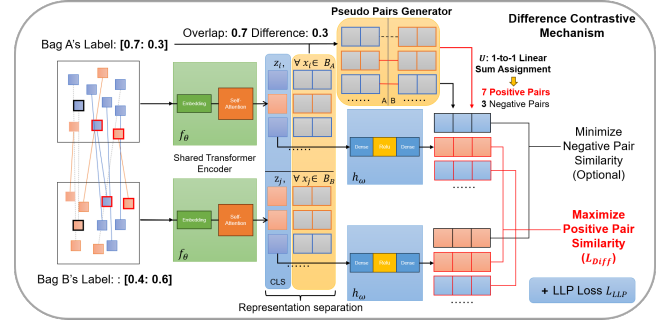 Pseudo Pairs Generator
Difference Contrastive
Mechanism
Bag A's Label: [0.7: 0.3]
Overlap: 0.7 Difference: 0.3
z_i, ∀ x_i ∈ B_A
A B
U: 1-to-1 Linear
Sum Assignment
7 Positive Pairs
3 Negative Pairs
Embedding
Self-Attention
f_θ
Shared Transformer
Encoder
Dense Relu Dense
h_ω
Minimize
Negative Pair
Similarity
(Optional)
z_j, ∀ x_j ∈ B_B
Embedding
Self-Attention
f_θ
Dense Relu Dense
h_ω
Maximize
Positive Pair
Similarity
(L_Diff)
Bag B's Label: : [0.4: 0.6]
CLS
Representation separation
+ LLP Loss L_LLP